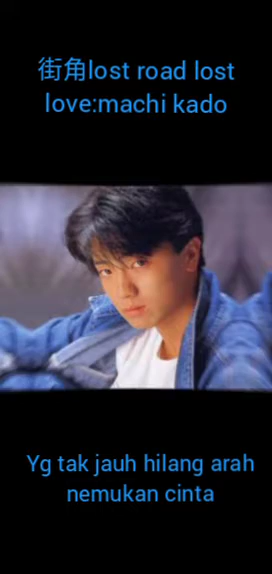 街角lost road lost
love:machi kado
Yg tak jauh hilang arah
nemukan cinta